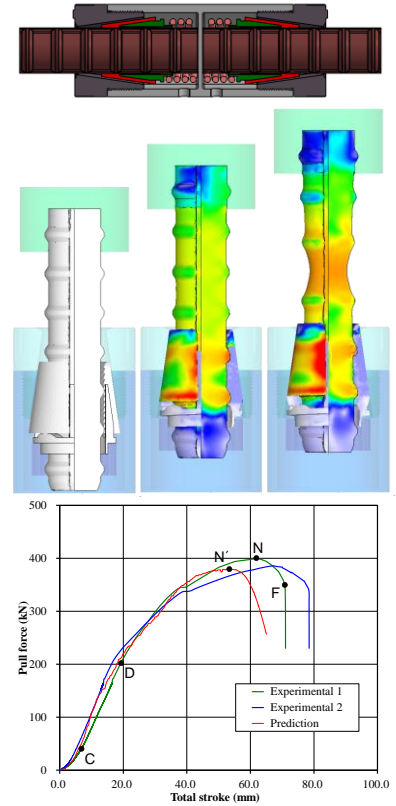 500
400
300
200
100
0
0.0
20.0
40.0
60.0
80.0
100.0
Pull force (kN)
Total stroke (mm)
N´
N
F
D
C
Experimental 1
Experimental 2
Prediction